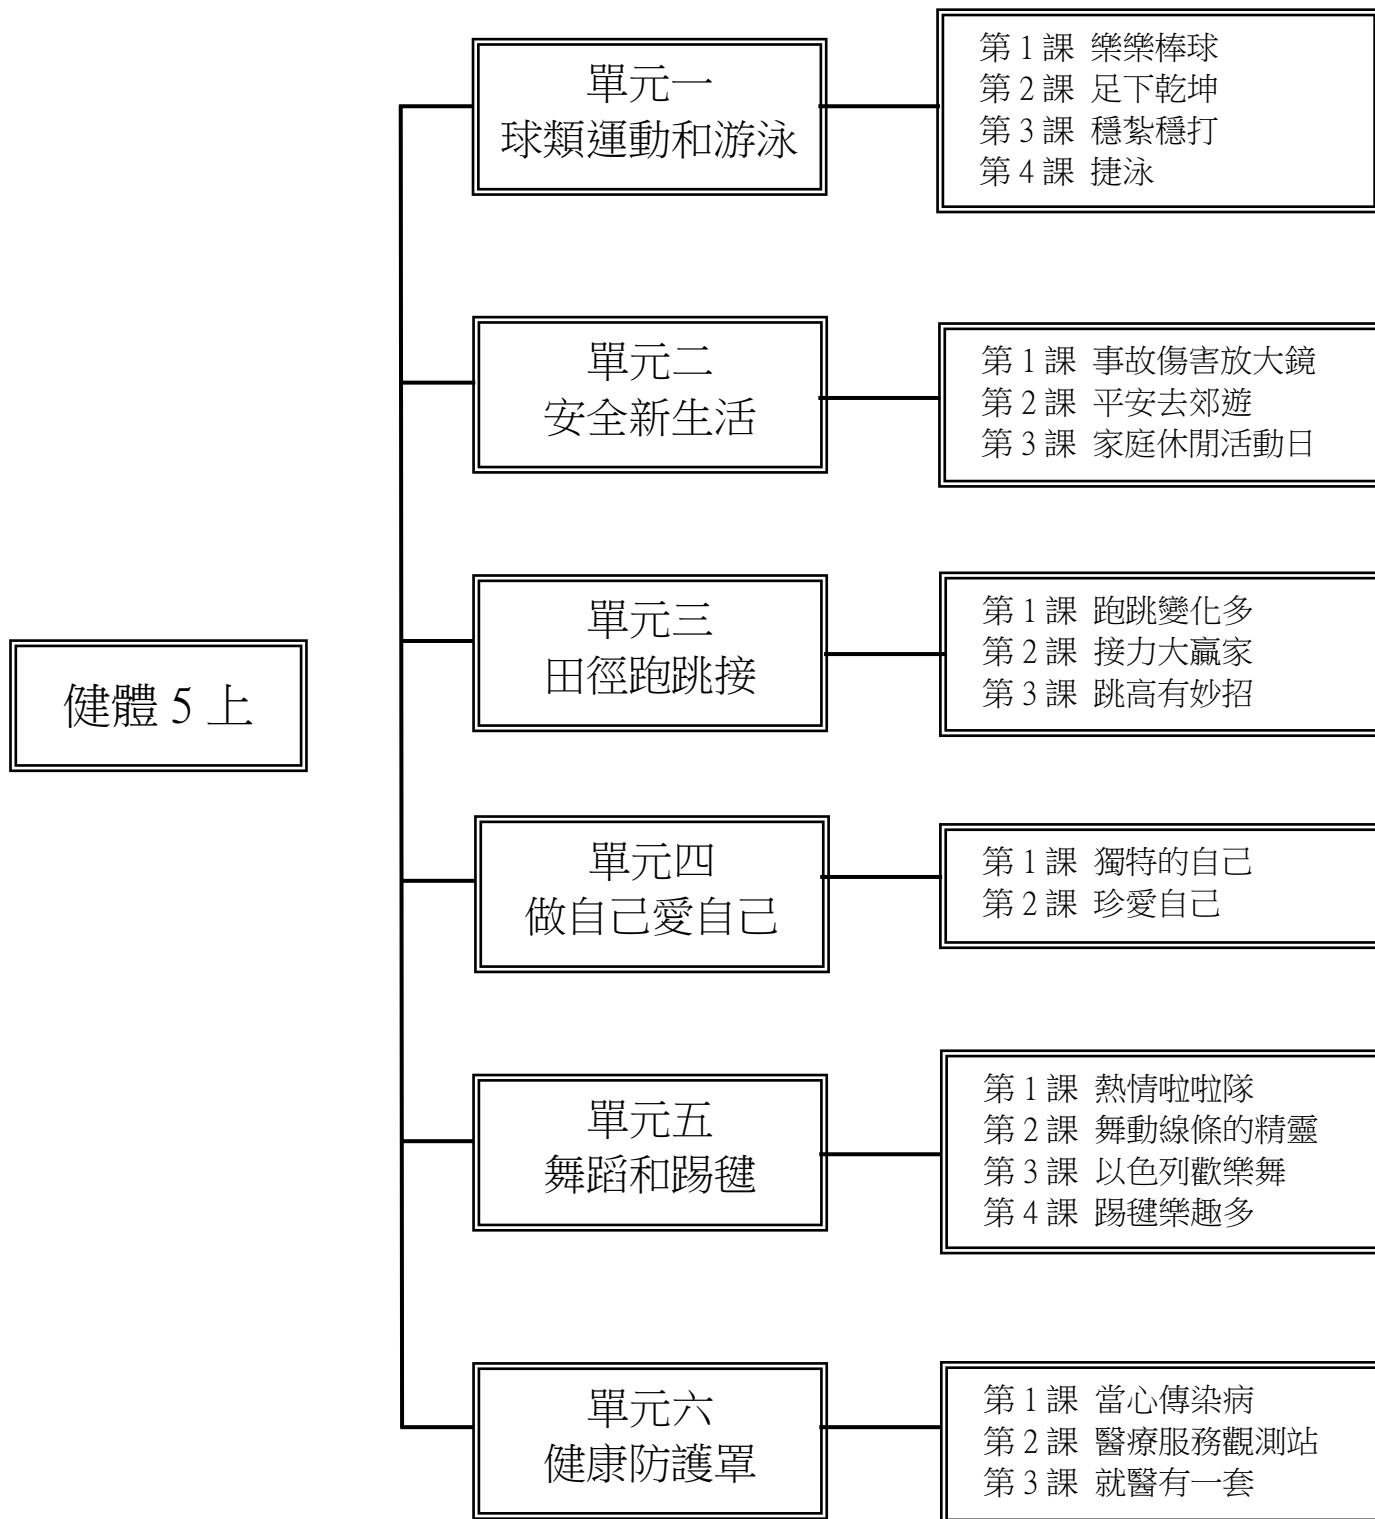 健體 5 上
單元一
球類運動和游泳
第 1 課 樂樂棒球
第 2 課 足下乾坤
第 3 課 穩紮穩打
第 4 課 捷泳
單元二
安全新生活
第 1 課 事故傷害放大鏡
第 2 課 平安去郊遊
第 3 課 家庭休閒活動日
單元三
田徑跑跳接
第 1 課 跑跳變化多
第 2 課 接力大贏家
第 3 課 跳高有妙招
單元四
做自己愛自己
第 1 課 獨特的自己
第 2 課 珍愛自己
單元五
舞蹈和踢毽
第 1 課 熱情啦啦隊
第 2 課 舞動線條的精靈
第 3 課 以色列歡樂舞
第 4 課 踢毽樂趣多
單元六
健康防護罩
第 1 課 當心傳染病
第 2 課 醫療服務觀測站
第 3 課 就醫有一套